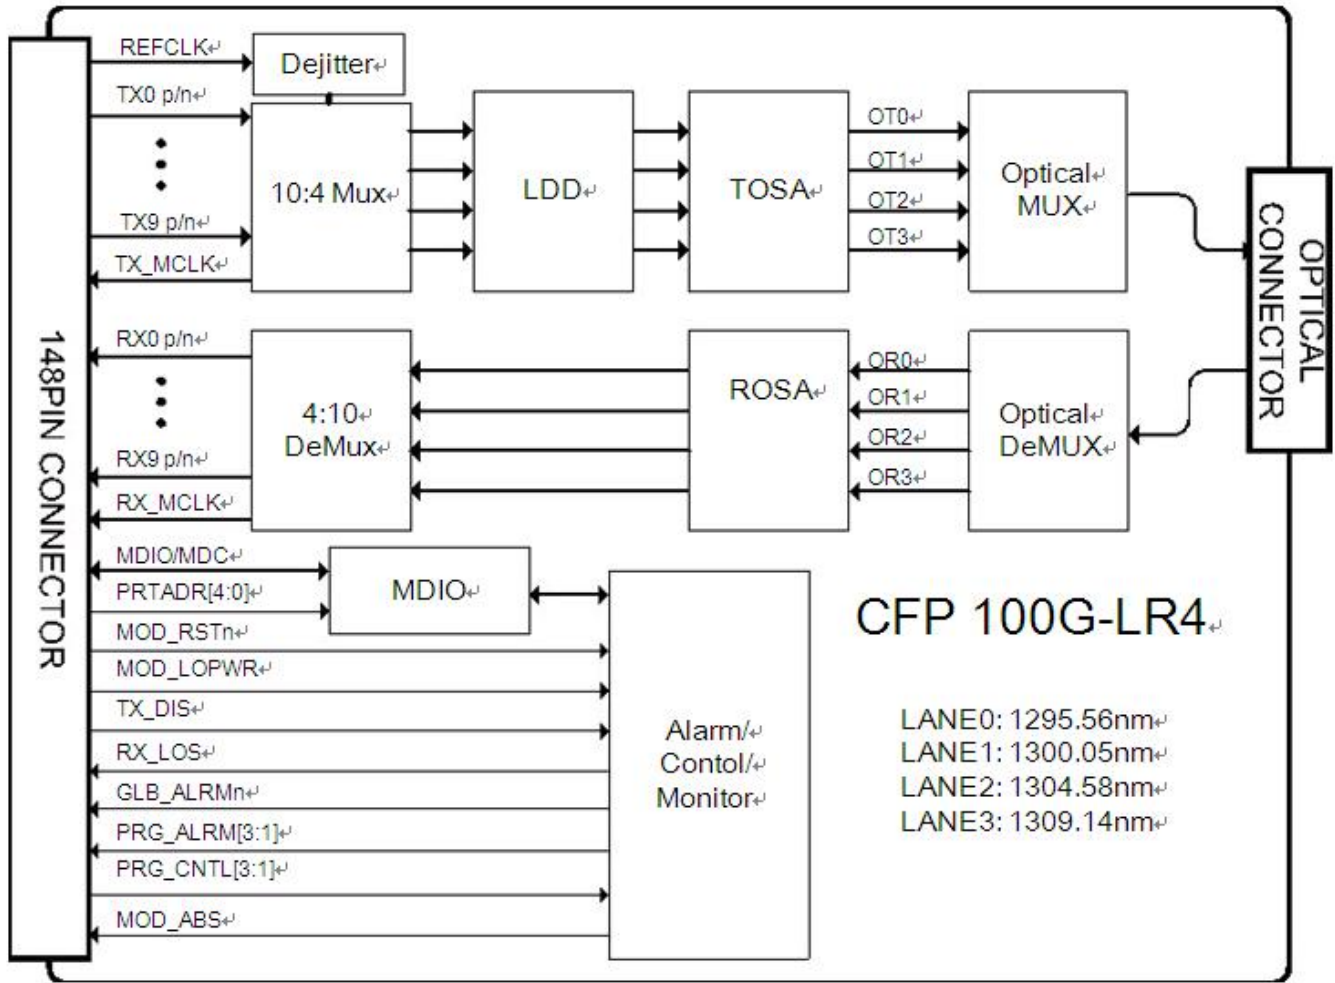 REFCLK
Dejitter
TX0 p/n
10:4 Mux
LDD
TOSA
OT0
OT1
OT2
OT3
Optical
MUX
TX9 p/n
TX_MCLK
OPTICAL
CONNECTOR
148PIN CONNECTOR
RX0 p/n
4:10
DeMux
ROSA
OR0
OR1
OR2
OR3
Optical
DeMUX
RX9 p/n
RX_MCLK
MDIO/MDC
PRTADR[4:0]
MDIO
MOD_RSTn
MOD_LOPWR
TX_DIS
RX_LOS
GLB_ALRMn
PRG_ALRM[3:1]
PRG_CNTL[3:1]
MOD_ABS
Alarm/
Contol/
Monitor
CFP 100G-LR4
LANE0: 1295.56nm
LANE1: 1300.05nm
LANE2: 1304.58nm
LANE3: 1309.14nm